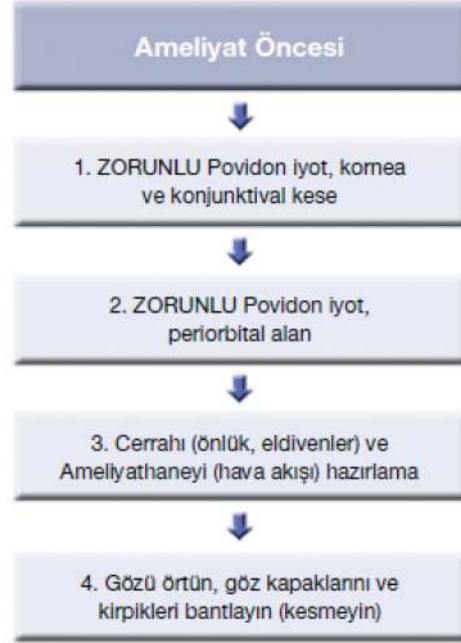 Ameliyat Öncesi
1. ZORUNLU Povidon iyot, kornea
ve konjunktival kese
2. ZORUNLU Povidon iyot,
periorbital alan
3. Cerrahı (önlük, eldivenler) ve
Ameliyathaneyi (hava akışı) hazırlama
4. Gözü örtün, göz kapaklarını ve
kirpikleri bantlayın (kesmeyin)